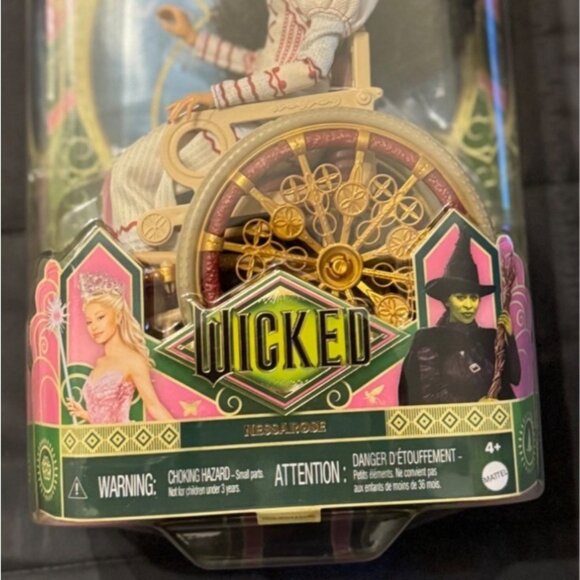 WICKED
NESSAROSE
WARNING: CHOKING HAZARD – Small parts.
Not for children under 3 years.
ATTENTION : DANGER D'ÉTOUFFEMENT –
Petits éléments. Ne convient pas
aux enfants de moins de 36 mois.
4+
MATTEL